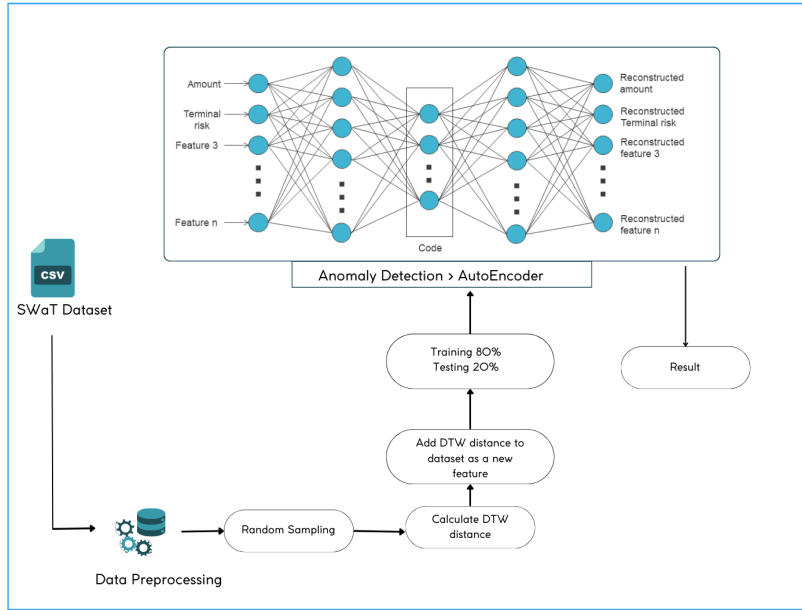 Amount
Terminal
risk
Feature 3
Feature n
Code
Reconstructed
amount
Reconstructed
Terminal risk
Reconstructed
feature 3
Reconstructed
feature n
Anomaly Detection > AutoEncoder
CSV
SWaT Dataset
Training 80%
Testing 20%
Result
Add DTW distance to
dataset as a new
feature
Calculate DTW
distance
Random Sampling
Data Preprocessing